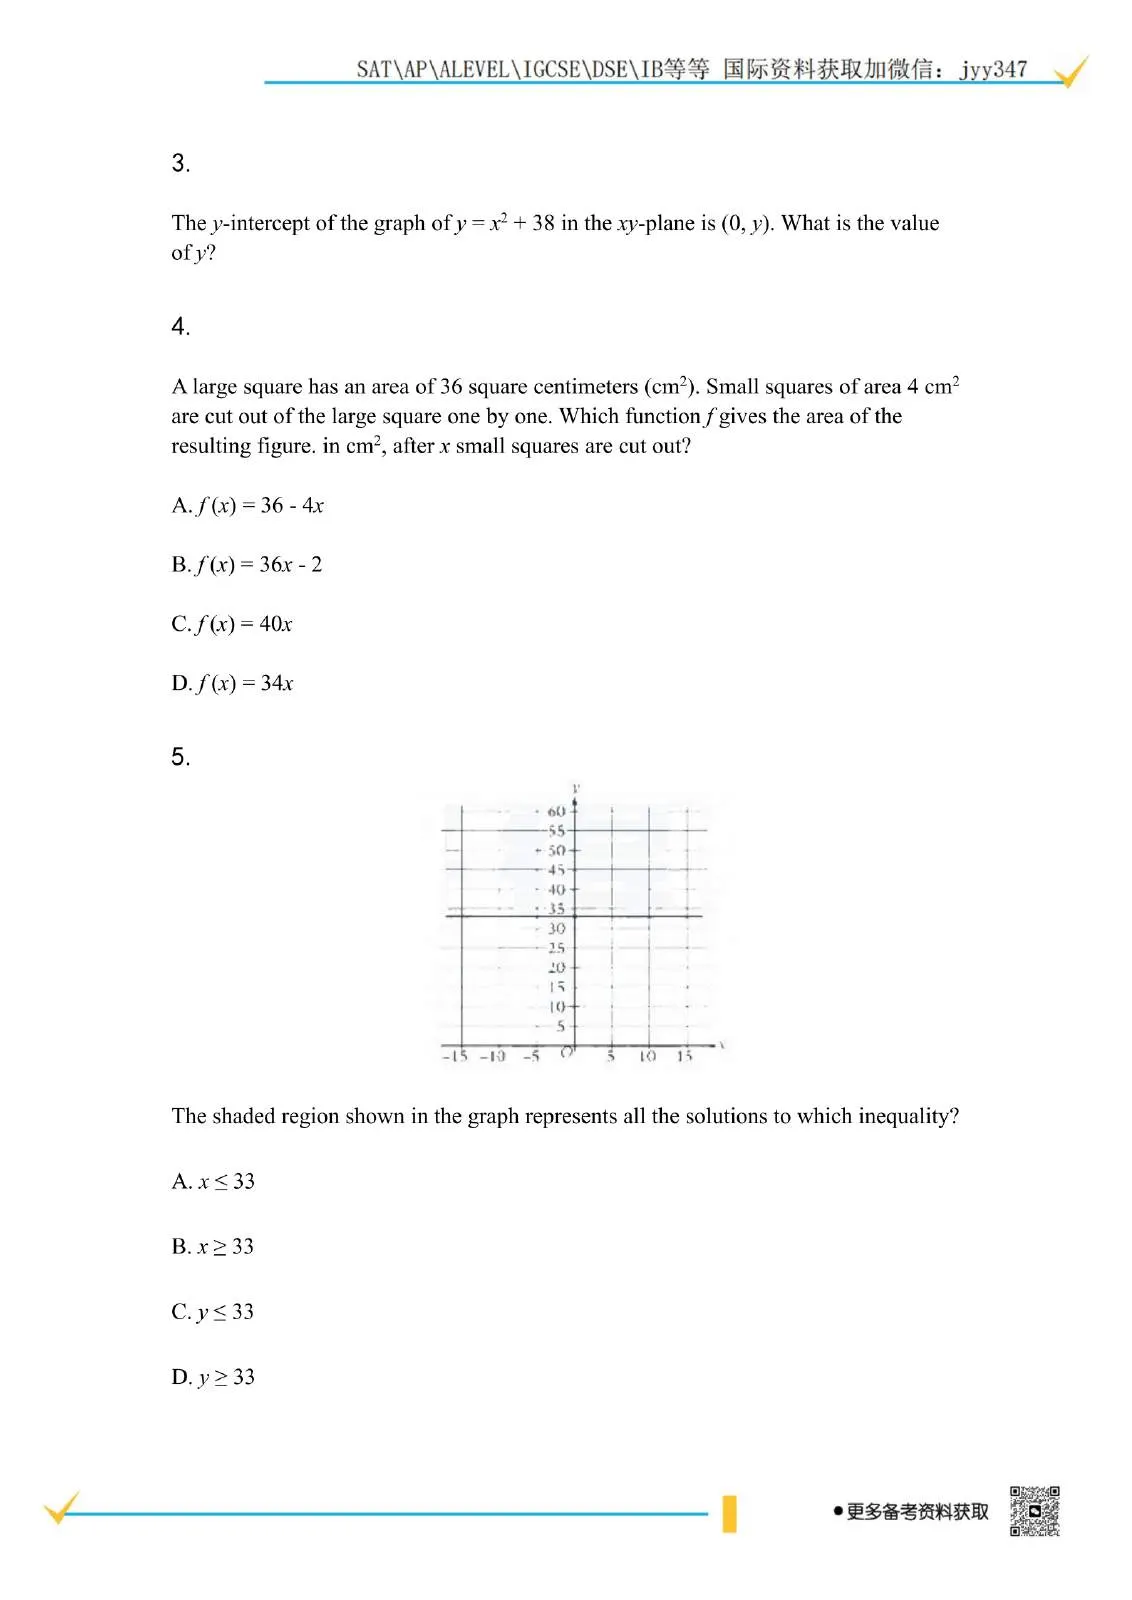 SAT\AP\ALEVEL\IGCSE\DSE\IB等等 国际资料获取加微信：jyy347
3.
The y-intercept of the graph of y = x² + 38 in the xy-plane is (0, y). What is the value
of y?
4.
A large square has an area of 36 square centimeters (cm²). Small squares of area 4 cm²
are cut out of the large square one by one. Which function f gives the area of the
resulting figure. in cm², after x small squares are cut out?
A. f (x) = 36 - 4x
B. f (x) = 36x - 2
C. f (x) = 40x
D. f (x) = 34x
5.
y
60
55
50
45
40
35
30
25
20
15
10
5
-15 -10 -5 O 5 10 15 x
The shaded region shown in the graph represents all the solutions to which inequality?
A. x ≤ 33
B. x ≥ 33
C. y ≤ 33
D. y ≥ 33
●更多备考资料获取